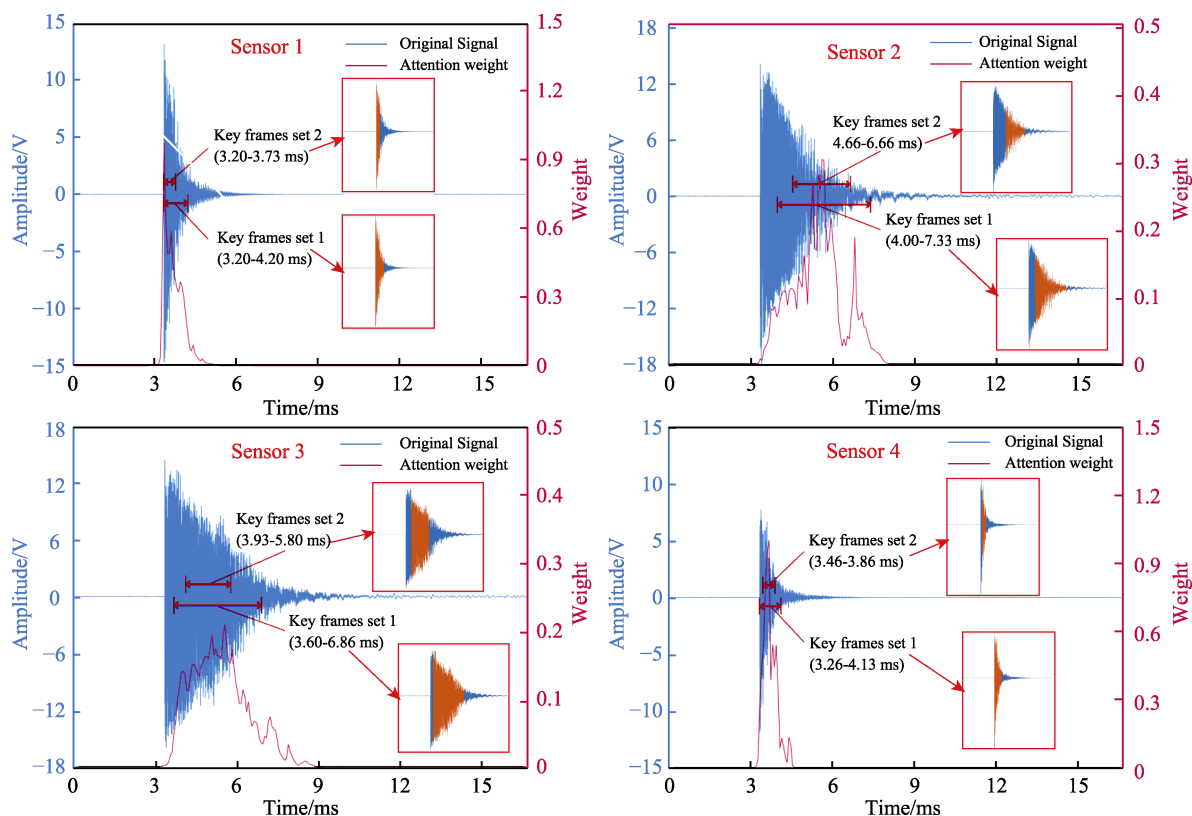 Sensor 1
Original Signal
Attention weight
Key frames set 2
(3.20-3.73 ms)
Key frames set 1
(3.20-4.20 ms)
15
10
5
0
−5
−10
−15
Amplitude/V
1.5
1.2
0.9
0.6
0.3
0
Weight
0
3
6
9
12
15
Time/ms
Sensor 2
Original Signal
Attention weight
Key frames set 2
4.66-6.66 ms)
Key frames set 1
(4.00-7.33 ms)
18
12
6
0
−6
−12
−18
Amplitude/V
0.5
0.4
0.3
0.2
0.1
0
Weight
0
3
6
9
12
15
Time/ms
Sensor 3
Original Signal
Attention weight
Key frames set 2
(3.93-5.80 ms)
Key frames set 1
(3.60-6.86 ms)
18
12
6
0
−6
−12
−18
Amplitude/V
0.5
0.4
0.3
0.2
0.1
0
Weight
0
3
6
9
12
15
Time/ms
Sensor 4
Original Signal
Attention weight
Key frames set 2
(3.46-3.86 ms)
Key frames set 1
(3.26-4.13 ms)
15
10
5
0
−5
−10
−15
Amplitude/V
1.5
1.2
0.9
0.6
0.3
0
Weight
0
3
6
9
12
15
Time/ms